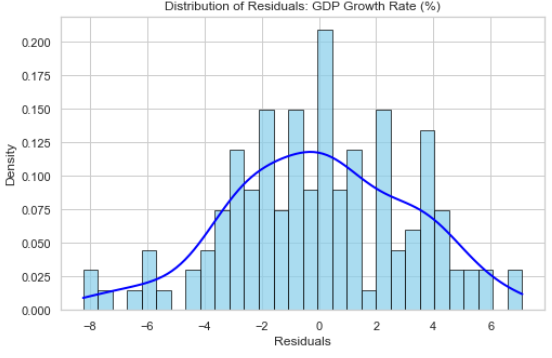 Distribution of Residuals: GDP Growth Rate (%)
0.200
0.175
0.150
0.125
0.100
0.075
0.050
0.025
0.000
Density
−8 −6 −4 −2 0 2 4 6
Residuals